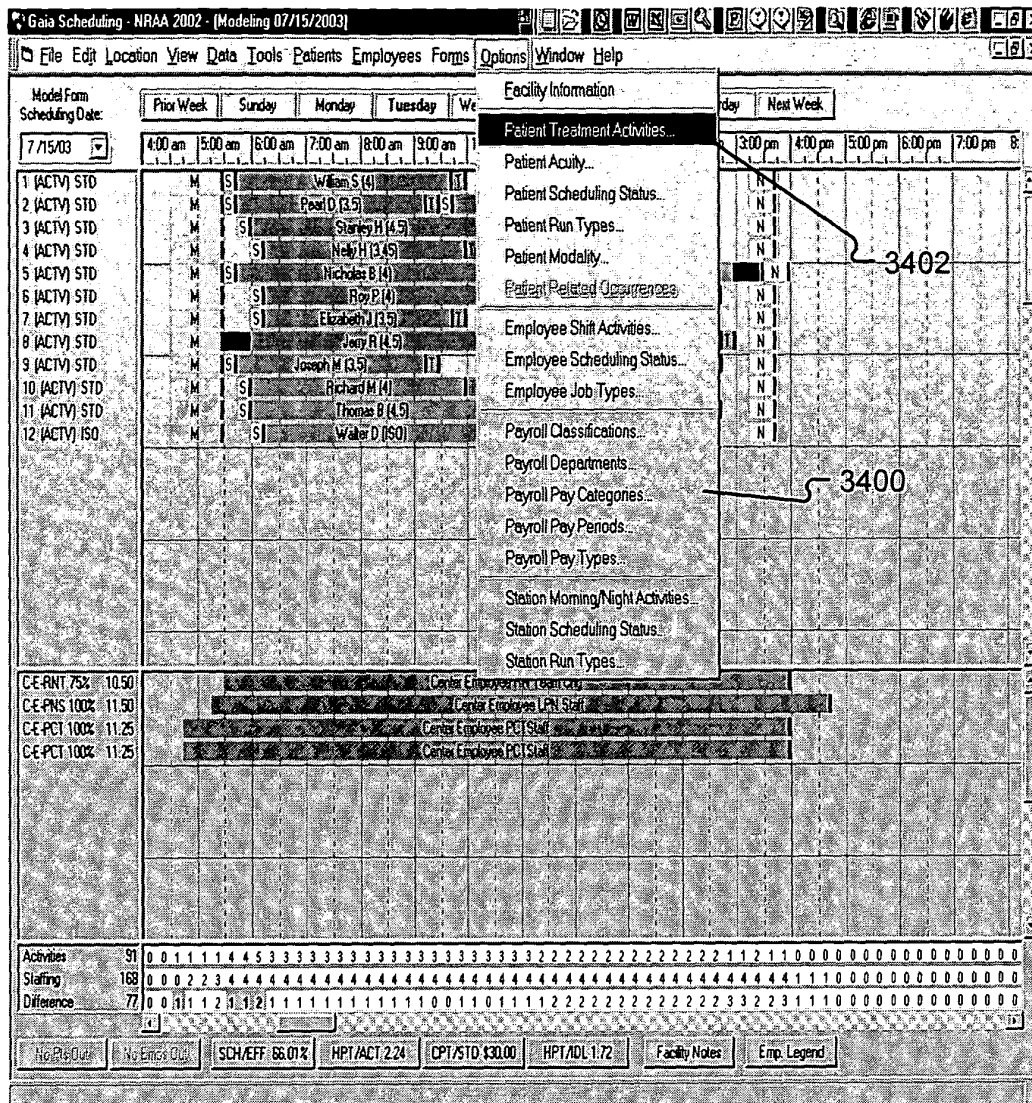 Gaia Scheduling - NRAA 2002 - [Modeling 07/15/2003]
File Edit Location View Data Tools Patients Employees Forms Options Window Help
Model Form
Scheduling Date:
Prior Week Sunday Monday Tuesday We rday Next Week
7/15/03 4:00 am 5:00 am 6:00 am 7:00 am 8:00 am 9:00 am 1 3:00 pm 4:00 pm 5:00 pm 6:00 pm 7:00 pm 8:
Facility Information
Patient Treatment Activities...
Patient Acuity...
Patient Scheduling Status...
Patient Run Types...
Patient Modality...
Patient Related Occurrences
Employee Shift Activities...
Employee Scheduling Status...
Employee Job Types...
Payroll Classifications...
Payroll Departments...
Payroll Pay Categories...
Payroll Pay Periods...
Payroll Pay Types...
Station Morning/Night Activities...
Station Scheduling Status...
Station Run Types...
3402
3400
1 (ACTV) STD M S William S (4) T N
2 (ACTV) STD M S Pearl D (3.5) T S N
3 (ACTV) STD M S Stanley H (4.5) N
4 (ACTV) STD M S Nelly H (3.45) T N
5 (ACTV) STD M S Nicholas B (4) N
6 (ACTV) STD M S Roy P (4) N
7 (ACTV) STD M S Elizabeth J (3.5) T N
8 (ACTV) STD M Jerry R (4.5) T N
9 (ACTV) STD M S Joseph M (3.5) T N
10 (ACTV) STD M S Richard M (4) N
11 (ACTV) STD M S Thomas B (4.5) N
12 (ACTV) ISO M S Walter D (ISO) N
C-E-RNT 75% 10.50 Center Employee RN Team Chg
C-E-PNS 100% 11.50 Center Employee LPN Staff
C-E-PCT 100% 11.25 Center Employee PCT Staff
C-E-PCT 100% 11.25 Center Employee PCT Staff
Activities 91
Staffing 168
Difference 77
No Pts Out! No Emps Out! SCH/EFF 66.01% HPT/ACT 2.24 CPT/STD $30.00 HPT/IDL 1.72 Facility Notes Emp. Legend